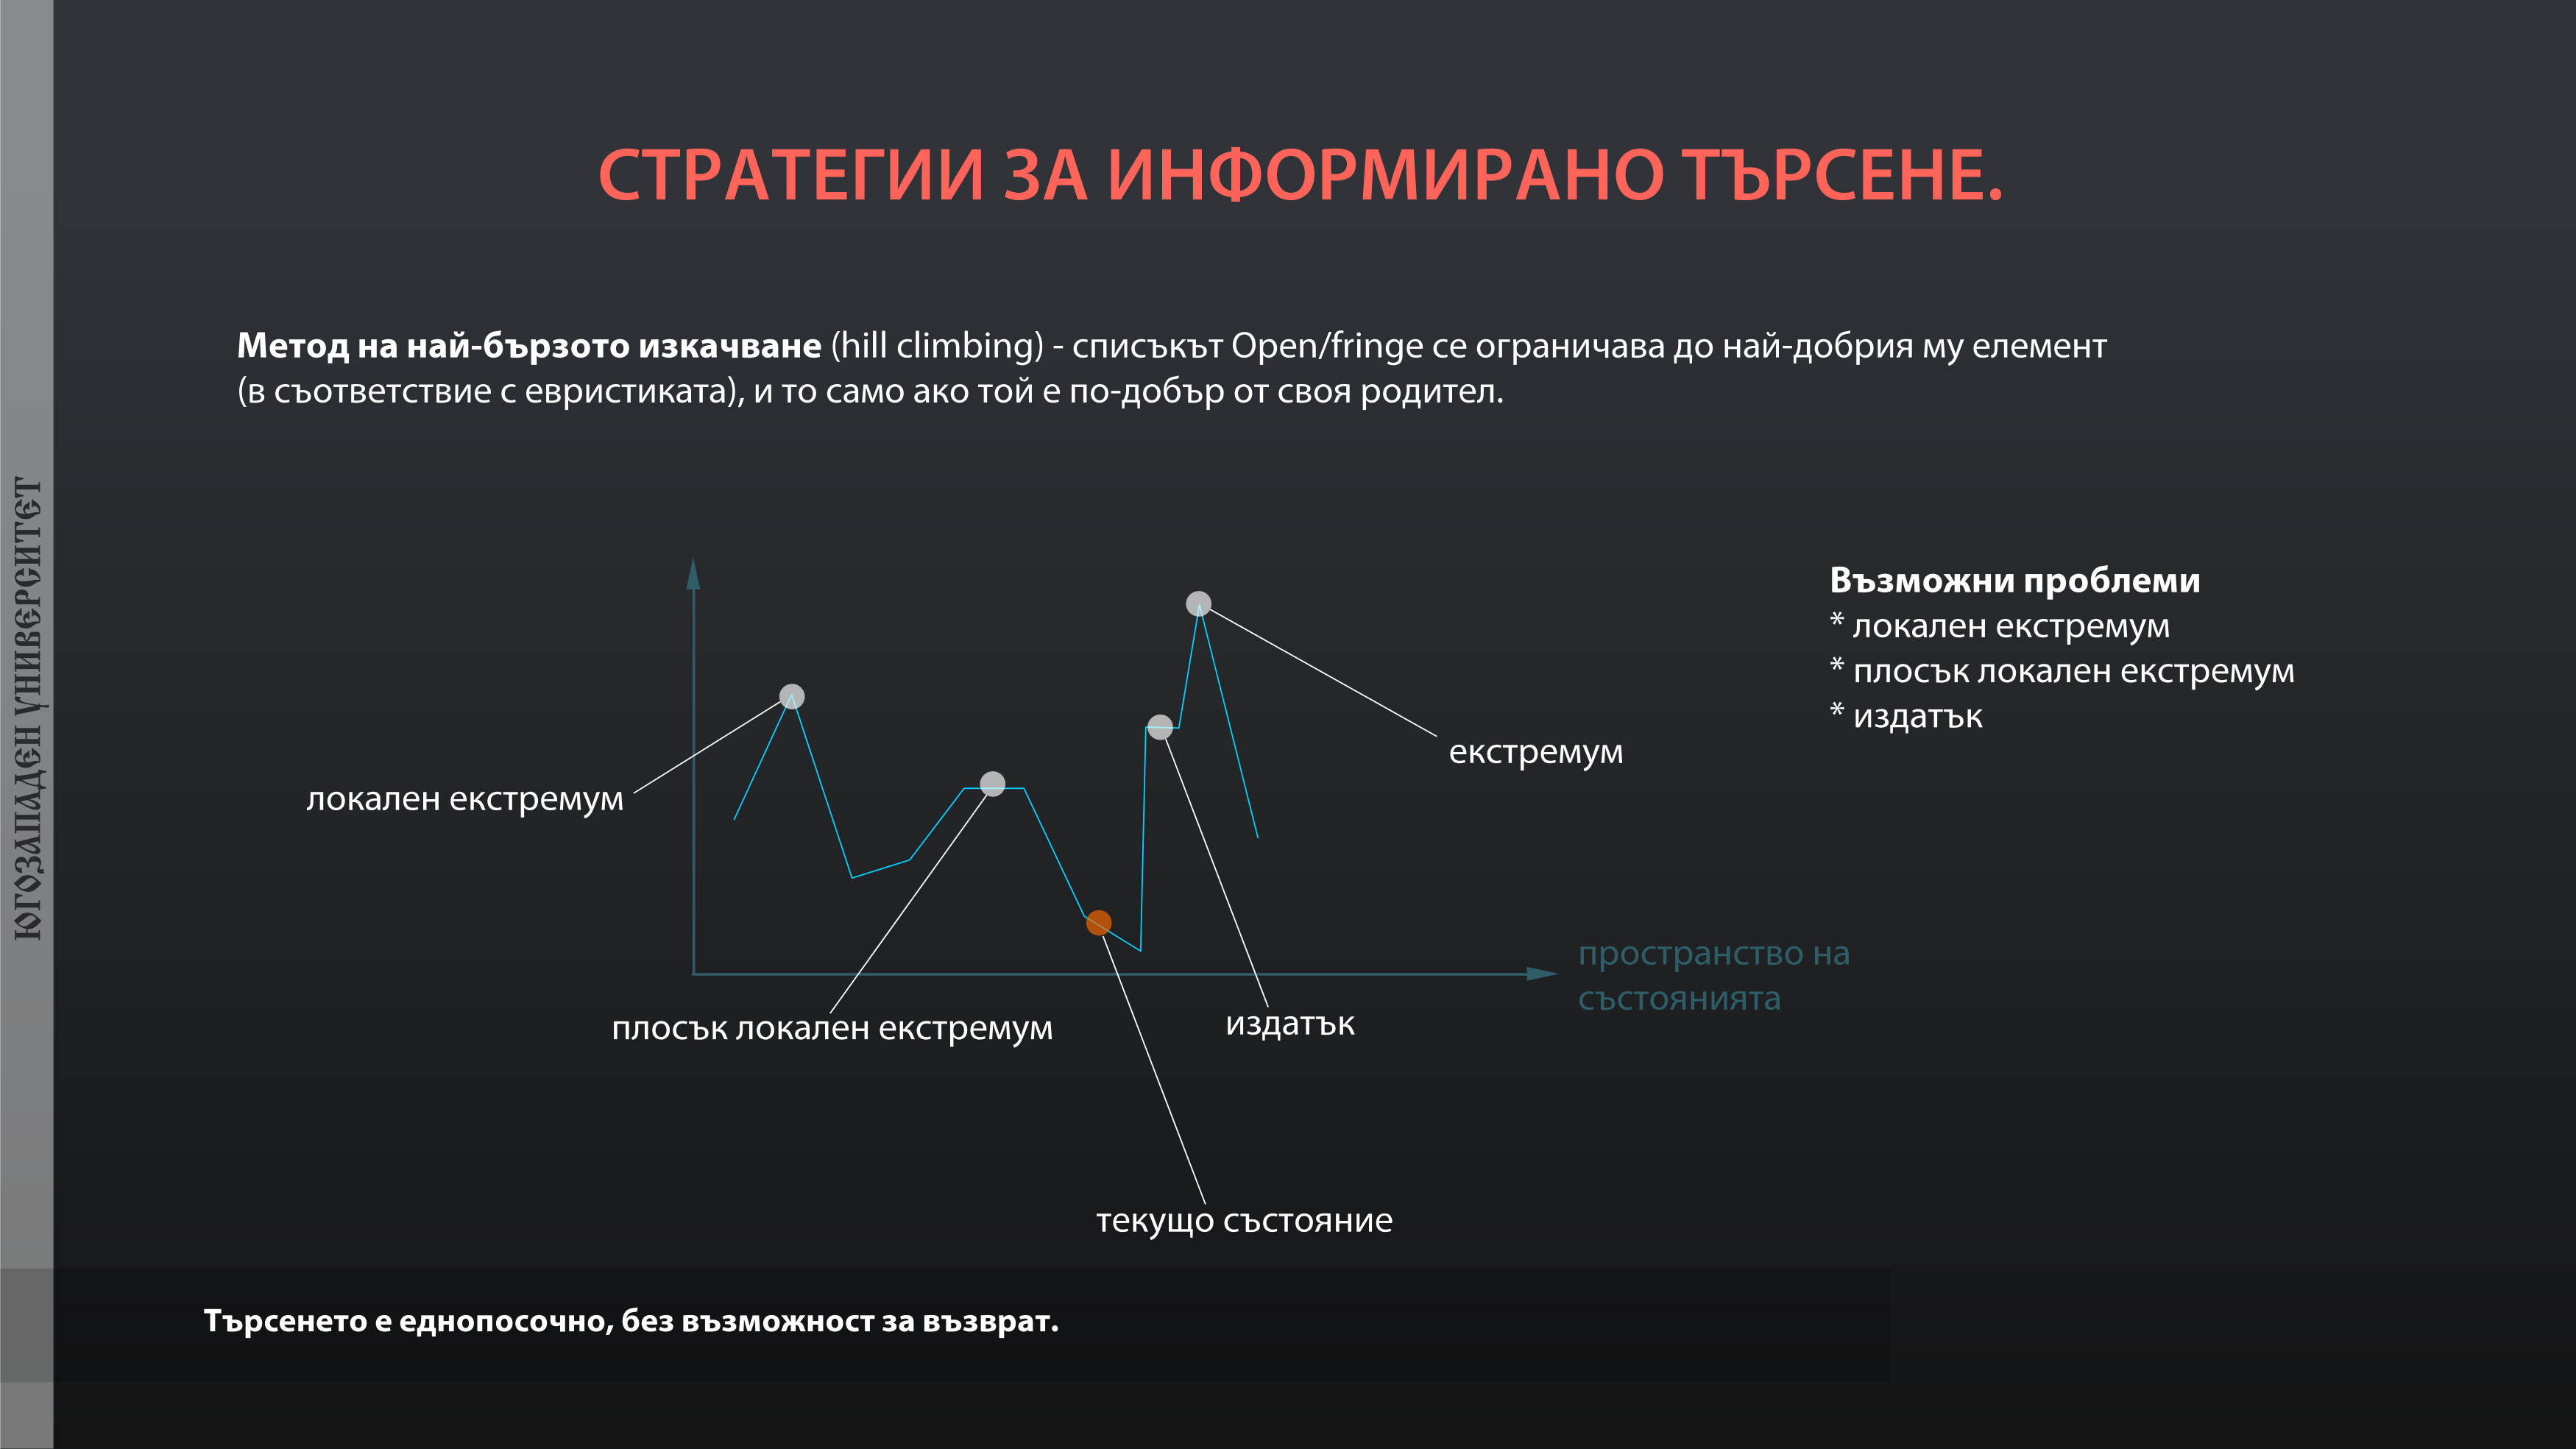 СТРАТЕГИИ ЗА ИНФОРМИРАНО ТЪРСЕНЕ.
Метод на най-бързото изкачване (hill climbing) - списъкът Open/fringe се ограничава до най-добрия му елемент
(в съответствие с евристиката), и то само ако той е по-добър от своя родител.
ЮГОЗАПАДЕН УНИВЕРСИТЕТ
Възможни проблеми
* локален екстремум
* плосък локален екстремум
* издатък
екстремум
локален екстремум
пространство на
състоянията
плосък локален екстремум
издатък
текущо състояние
Търсенето е еднопосочно, без възможност за възврат.